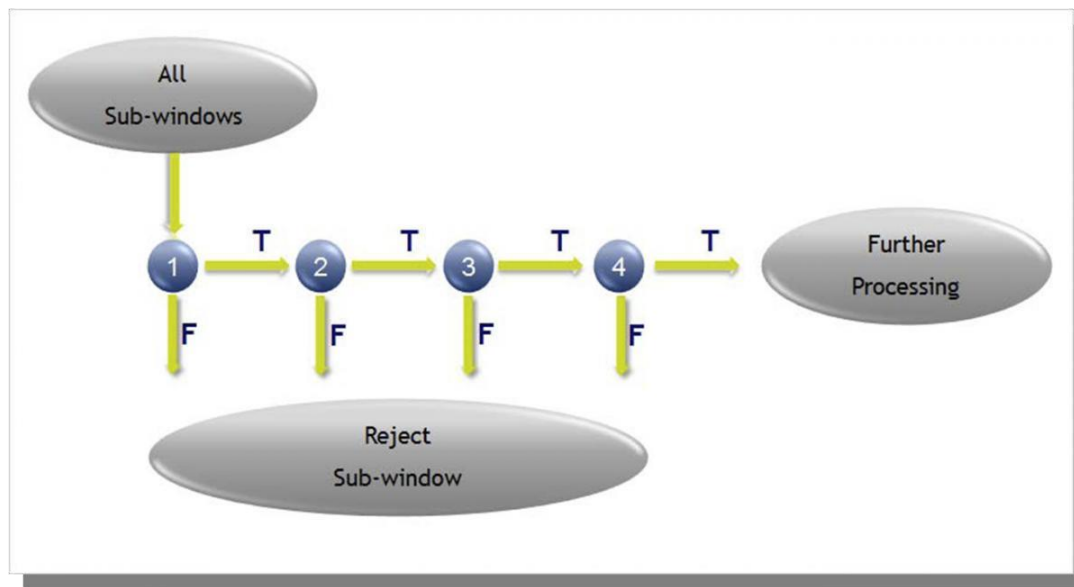 All
Sub-windows
T
T
T
T
1
2
3
4
Further
Processing
F
F
F
F
Reject
Sub-window